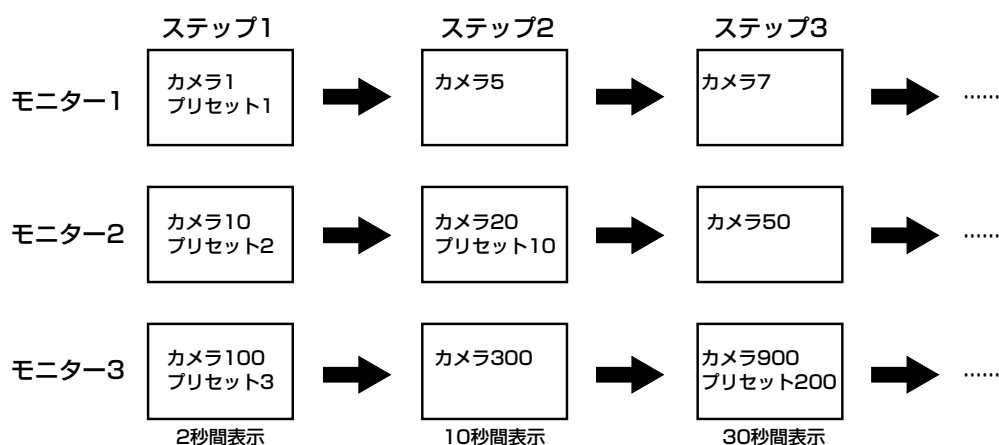 ステップ1 ステップ2 ステップ3
モニター1
カメラ1
プリセット1
カメラ5
カメラ7
……
モニター2
カメラ10
プリセット2
カメラ20
プリセット10
カメラ50
……
モニター3
カメラ100
プリセット3
カメラ300
カメラ900
プリセット200
……
2秒間表示 10秒間表示 30秒間表示